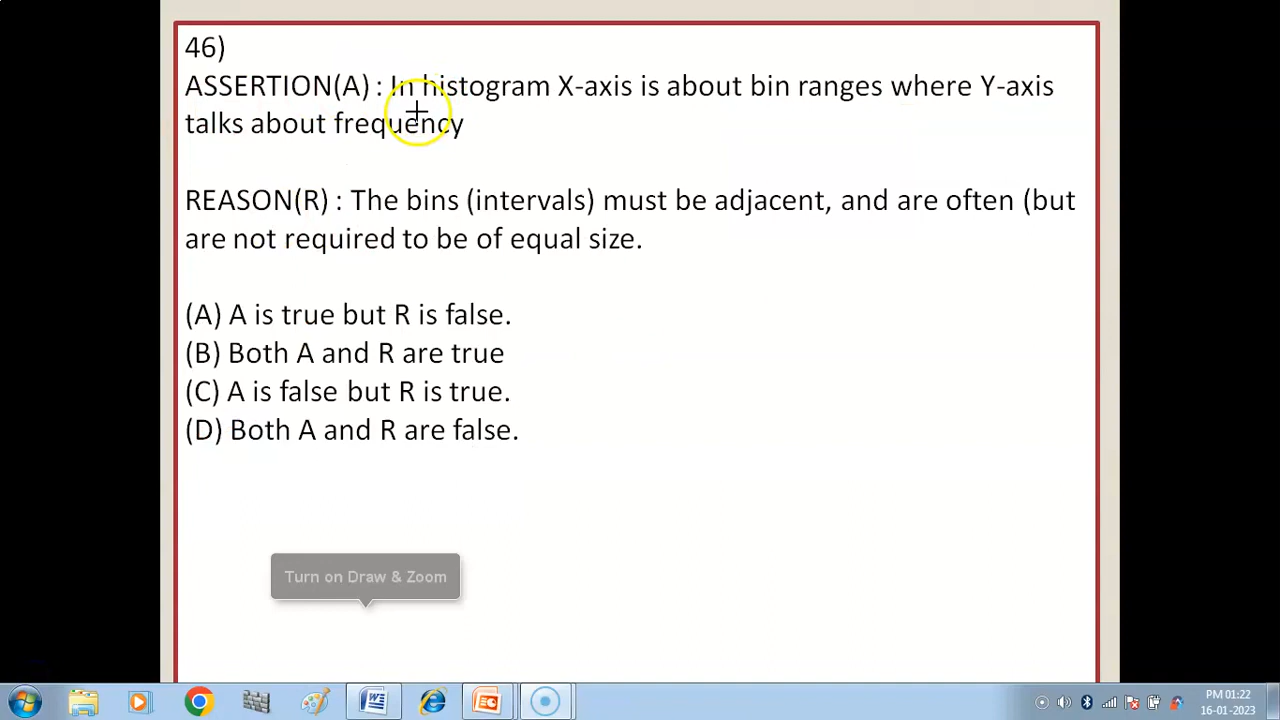 46)
ASSERTION(A) : In histogram X-axis is about bin ranges where Y-axis
talks about frequency
REASON(R) : The bins (intervals) must be adjacent, and are often (but
are not required to be of equal size.
(A) A is true but R is false.
(B) Both A and R are true
(C) A is false but R is true.
(D) Both A and R are false.
Turn on Draw & Zoom
PM 01:22
16-01-2023